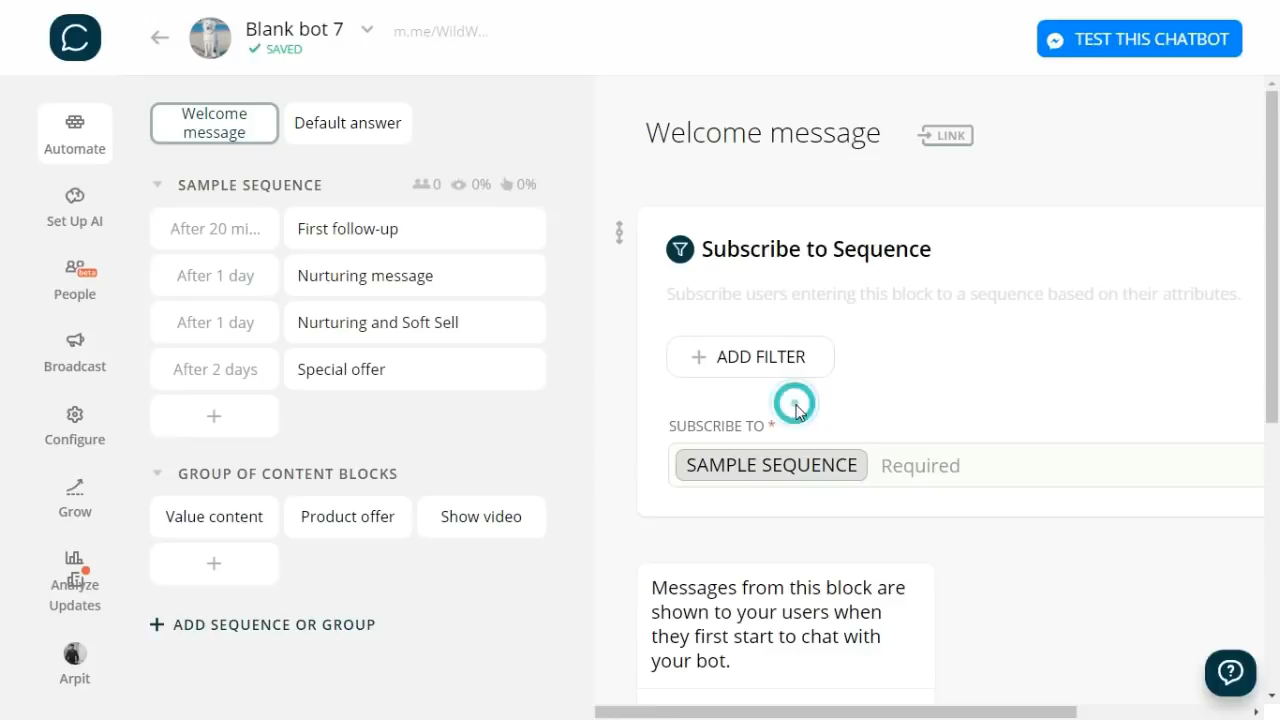 Blank bot 7
m.me/WildW...
SAVED
TEST THIS CHATBOT
Automate
Set Up AI
People
beta
Broadcast
Configure
Grow
Analyze
Updates
Arpit
Welcome
message
Default answer
SAMPLE SEQUENCE
0
0%
0%
After 20 mi...
First follow-up
After 1 day
Nurturing message
After 1 day
Nurturing and Soft Sell
After 2 days
Special offer
+
GROUP OF CONTENT BLOCKS
Value content
Product offer
Show video
+
+ ADD SEQUENCE OR GROUP
Welcome message
LINK
Subscribe to Sequence
Subscribe users entering this block to a sequence based on their attributes.
+ ADD FILTER
SUBSCRIBE TO *
SAMPLE SEQUENCE
Required
Messages from this block are
shown to your users when
they first start to chat with
your bot.